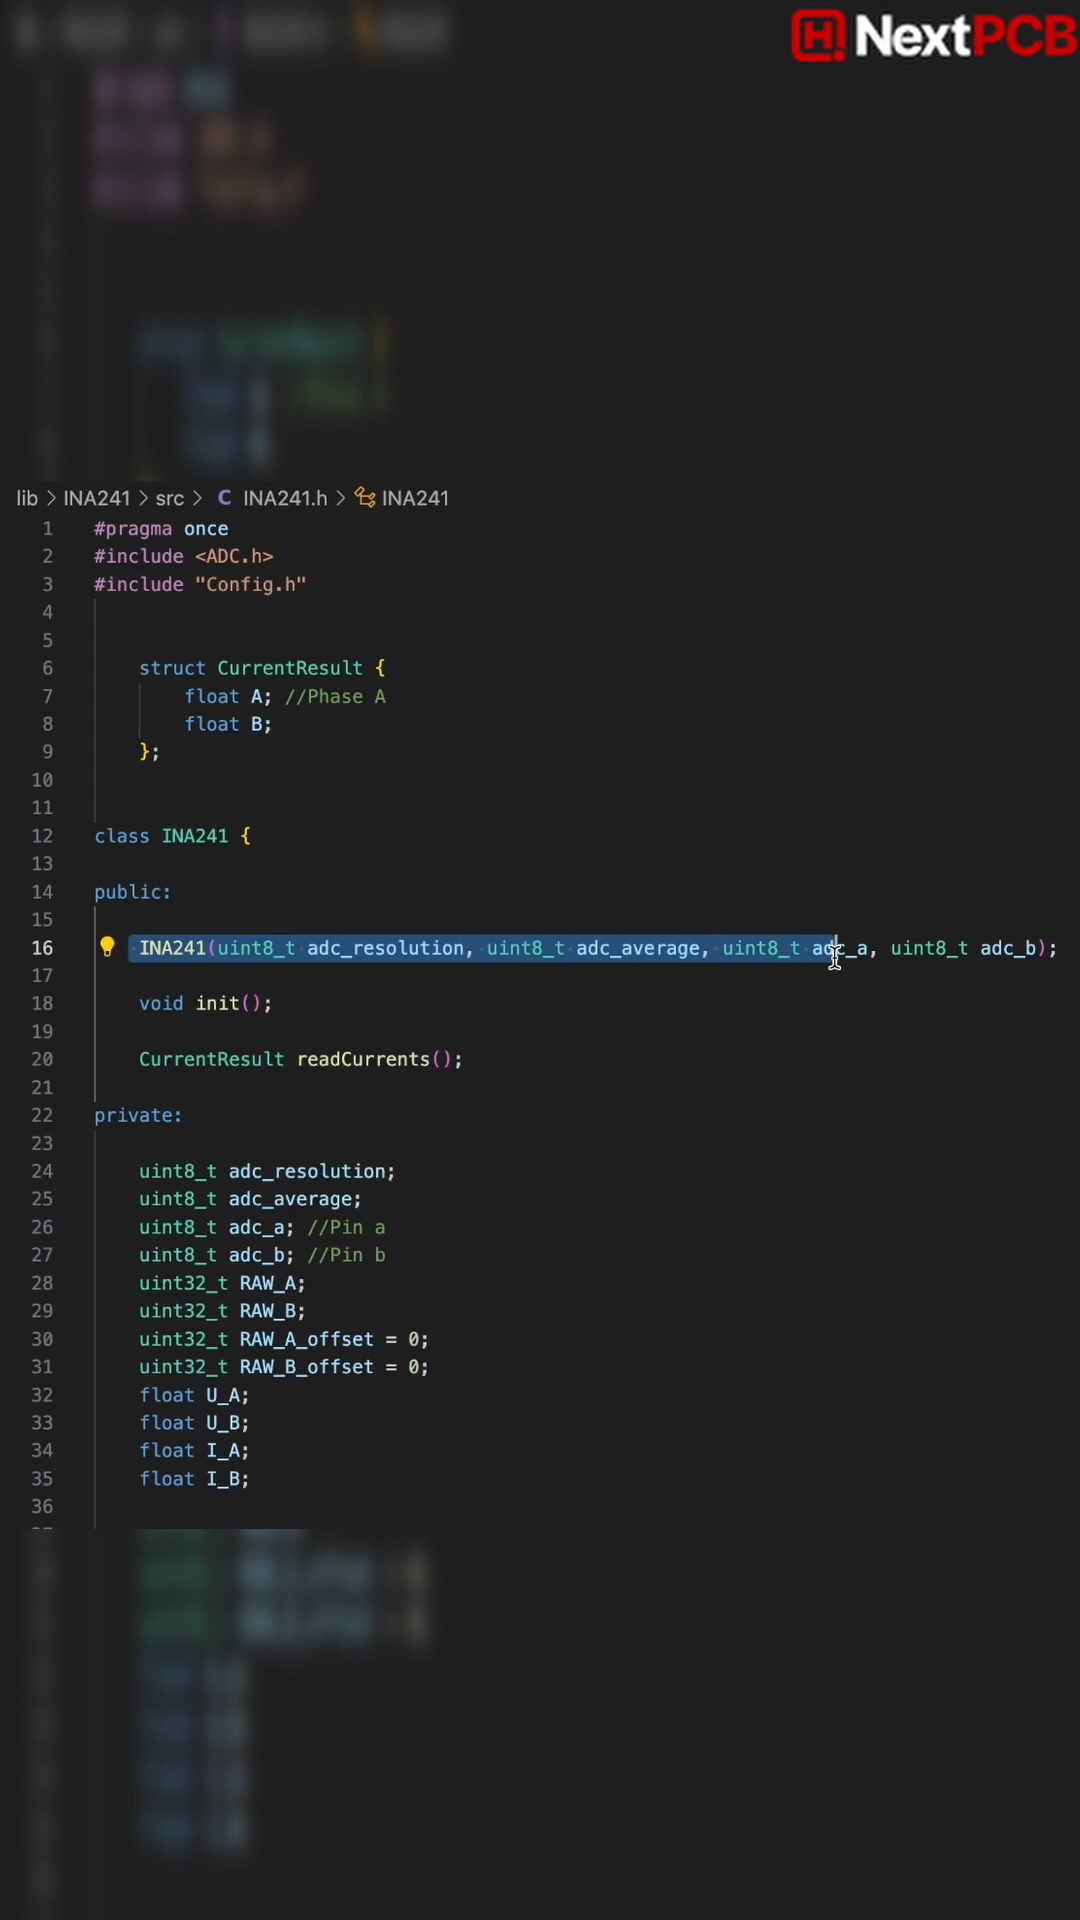 NextPCB
lib > INA241 > src > C INA241.h > INA241
1 #pragma once
2 #include <ADC.h>
3 #include "Config.h"
4
5
6 struct CurrentResult {
7 float A; //Phase A
8 float B;
9 };
10
11
12 class INA241 {
13
14 public:
15
16 INA241(uint8_t adc_resolution, uint8_t adc_average, uint8_t adc_a, uint8_t adc_b);
17
18 void init();
19
20 CurrentResult readCurrents();
21
22 private:
23
24 uint8_t adc_resolution;
25 uint8_t adc_average;
26 uint8_t adc_a; //Pin a
27 uint8_t adc_b; //Pin b
28 uint32_t RAW_A;
29 uint32_t RAW_B;
30 uint32_t RAW_A_offset = 0;
31 uint32_t RAW_B_offset = 0;
32 float U_A;
33 float U_B;
34 float I_A;
35 float I_B;
36